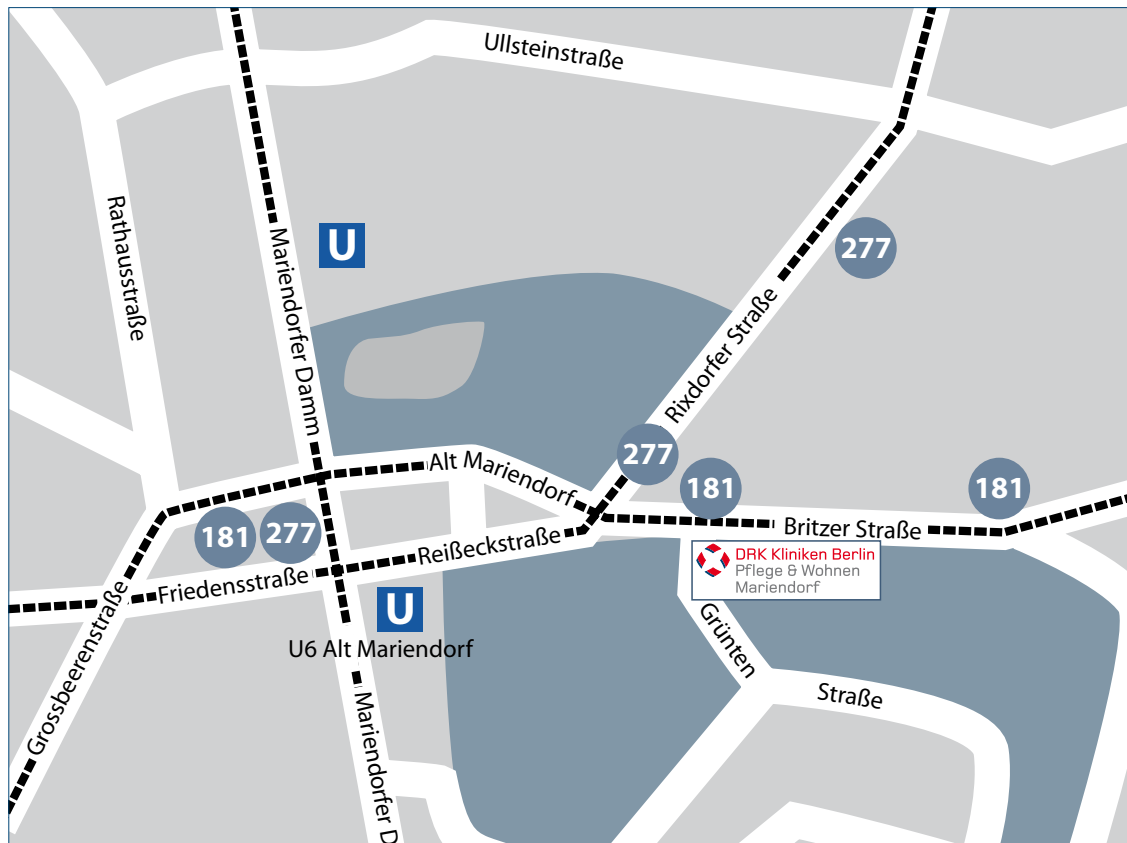 Ullsteinstraße
Rathausstraße
Mariendorfer Damm
U
277
Rixdorfer Straße
277
181
181
Alt Mariendorf
181
277
Reißeckstraße
Britzer Straße
DRK Kliniken Berlin
Pflege & Wohnen
Mariendorf
Friedensstraße
U
U6 Alt Mariendorf
Grossbeerenstraße
Grünten
Straße
Mariendorfer D